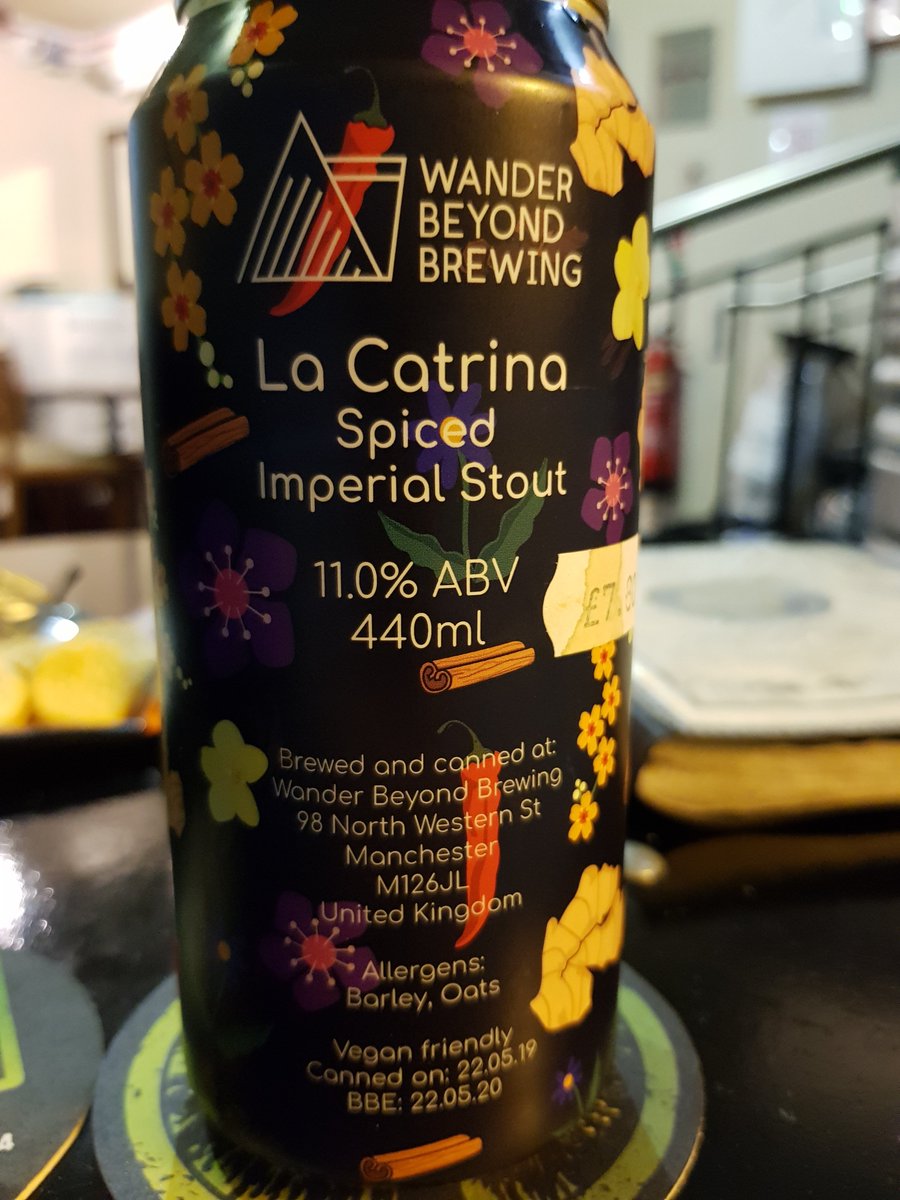 WANDER
BEYOND
BREWING
La Catrina
Spiced
Imperial Stout
11.0% ABV
440ml
£7.
Brewed and canned at:
Wander Beyond Brewing
98 North Western St
Manchester
M126JL
United Kingdom
Allergens:
Barley, Oats
Vegan friendly
Canned on: 22.05.19
BBE: 22.05.20
4